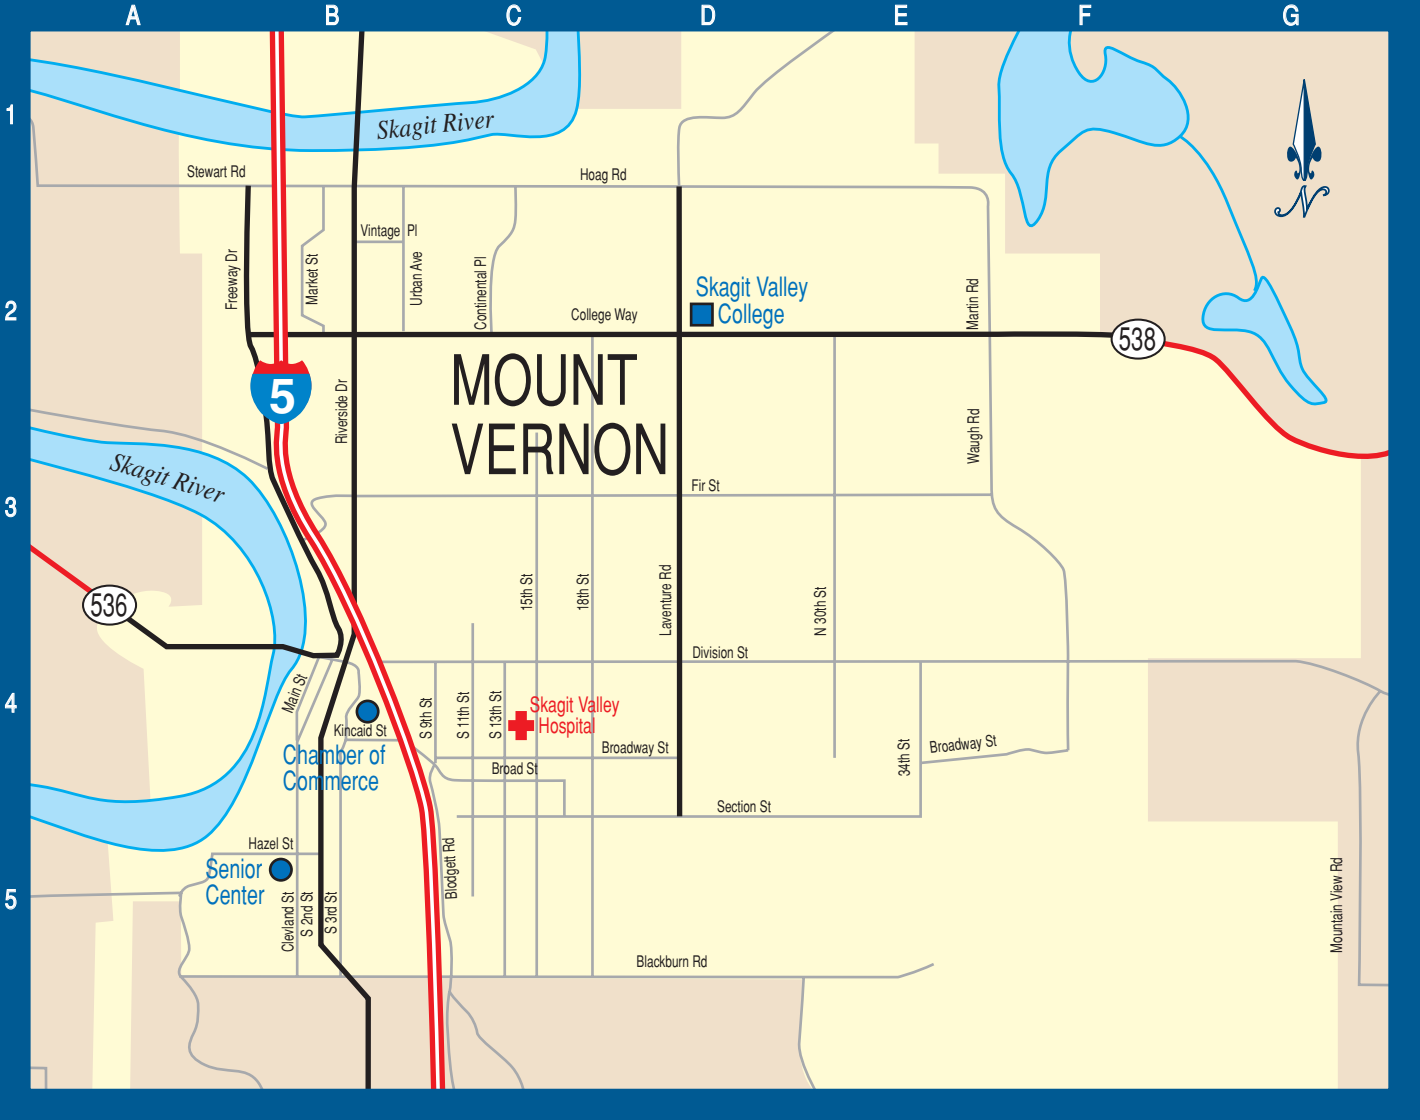 A B C D E F G
1
Skagit River
Stewart Rd
Hoag Rd
Vintage Pl
Freeway Dr
Market St
Urban Ave
Continental Pl
Martin Rd
Skagit Valley
College
2
College Way
538
MOUNT
VERNON
5
Riverside Dr
Waugh Rd
Skagit River
Fir St
3
536
15th St
18th St
Laventure Rd
N 30th St
Division St
4
Main St
Kincaid St
S 9th St
S 11th St
S 13th St
Skagit Valley
Hospital
Chamber of
Commerce
Broadway St
34th St
Broadway St
Broad St
Section St
Hazel St
Senior
Center
5
Clevland St
S 2nd St
S 3rd St
Blodgett Rd
Mountain View Rd
Blackburn Rd
N